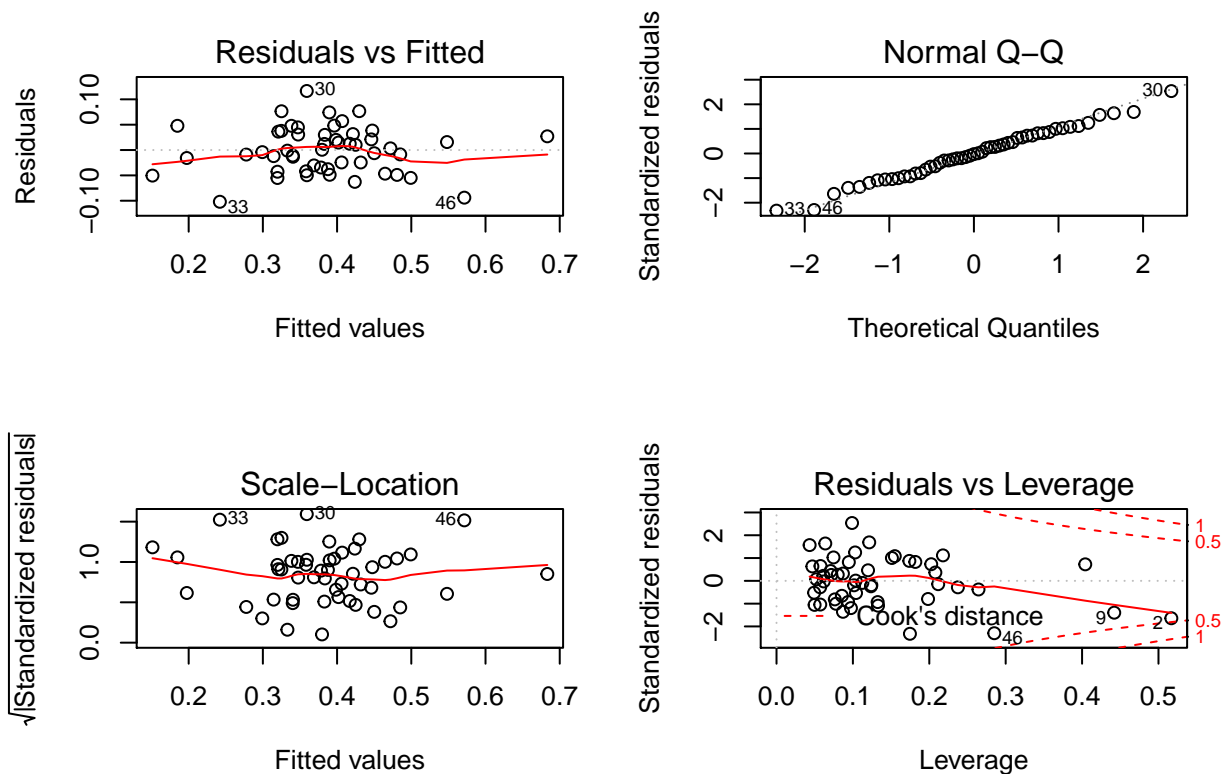 Residuals vs Fitted
Residuals
−0.10
0.10
30
33
46
0.2 0.3 0.4 0.5 0.6 0.7
Fitted values
Normal Q−Q
Standardized residuals
−2 0 2
30
33 46
−2 −1 0 1 2
Theoretical Quantiles
Scale−Location
√|Standardized residuals|
0.0 1.0
33 30 46
0.2 0.3 0.4 0.5 0.6 0.7
Fitted values
Residuals vs Leverage
Standardized residuals
−2 0 2
1
0.5
0.5
1
Cook's distance
9 2
46
0.0 0.1 0.2 0.3 0.4 0.5
Leverage